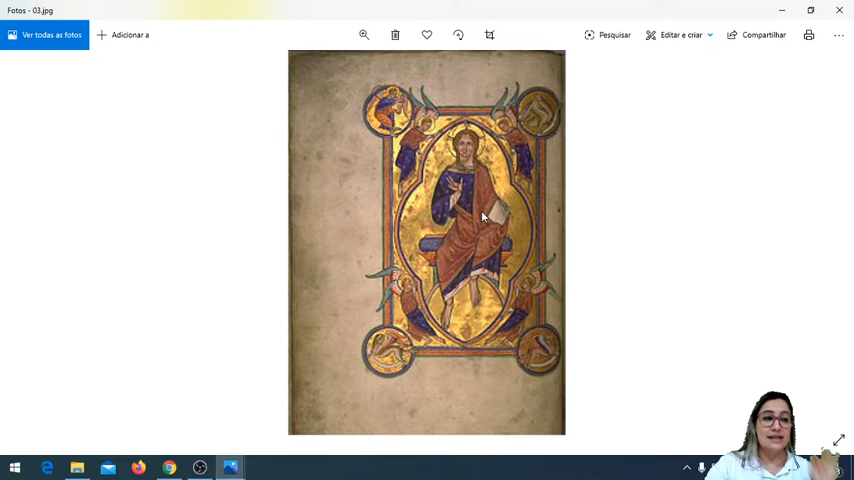 Fotos - 03.jpg
Ver todas as fotos
Adicionar a
Pesquisar
Editar e criar
Compartilhar